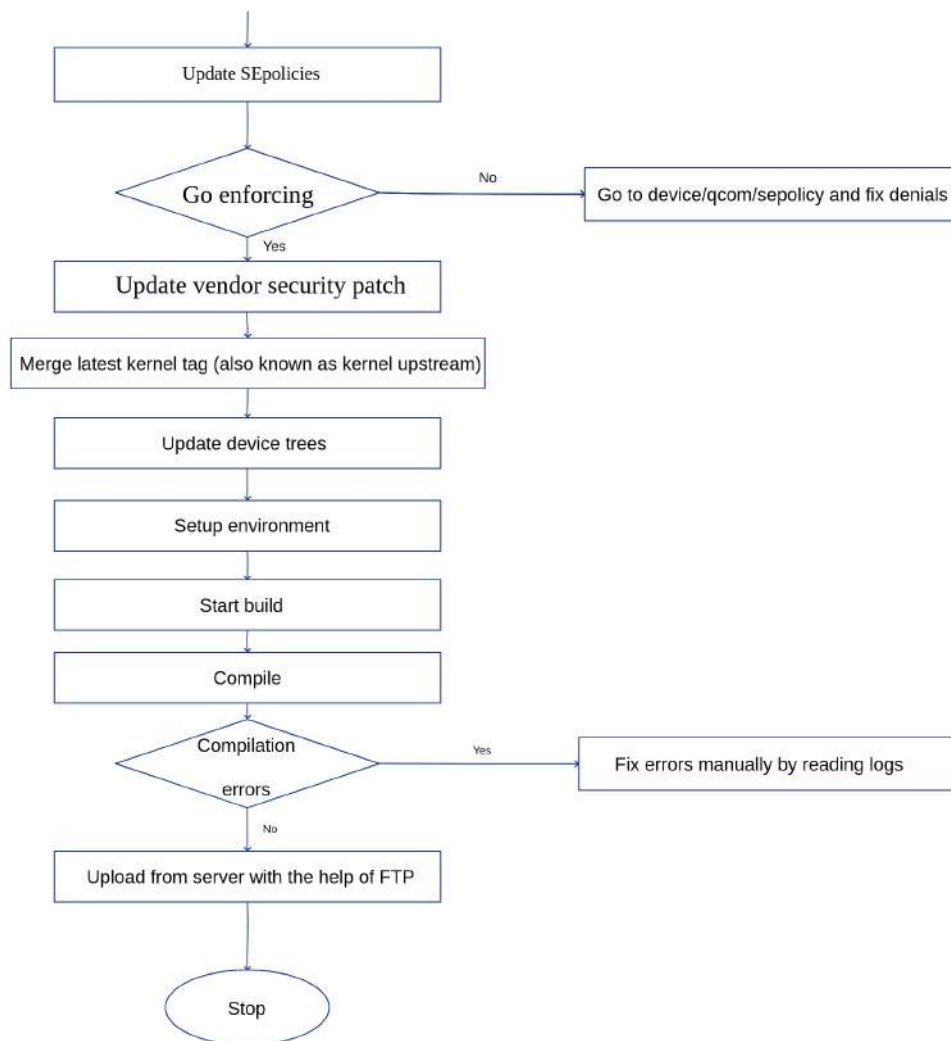 Update SEpolicies
Go enforcing
No
Go to device/qcom/sepolicy and fix denials
Yes
Update vendor security patch
Merge latest kernel tag (also known as kernel upstream)
Update device trees
Setup environment
Start build
Compile
Compilation
errors
Yes
Fix errors manually by reading logs
No
Upload from server with the help of FTP
Stop